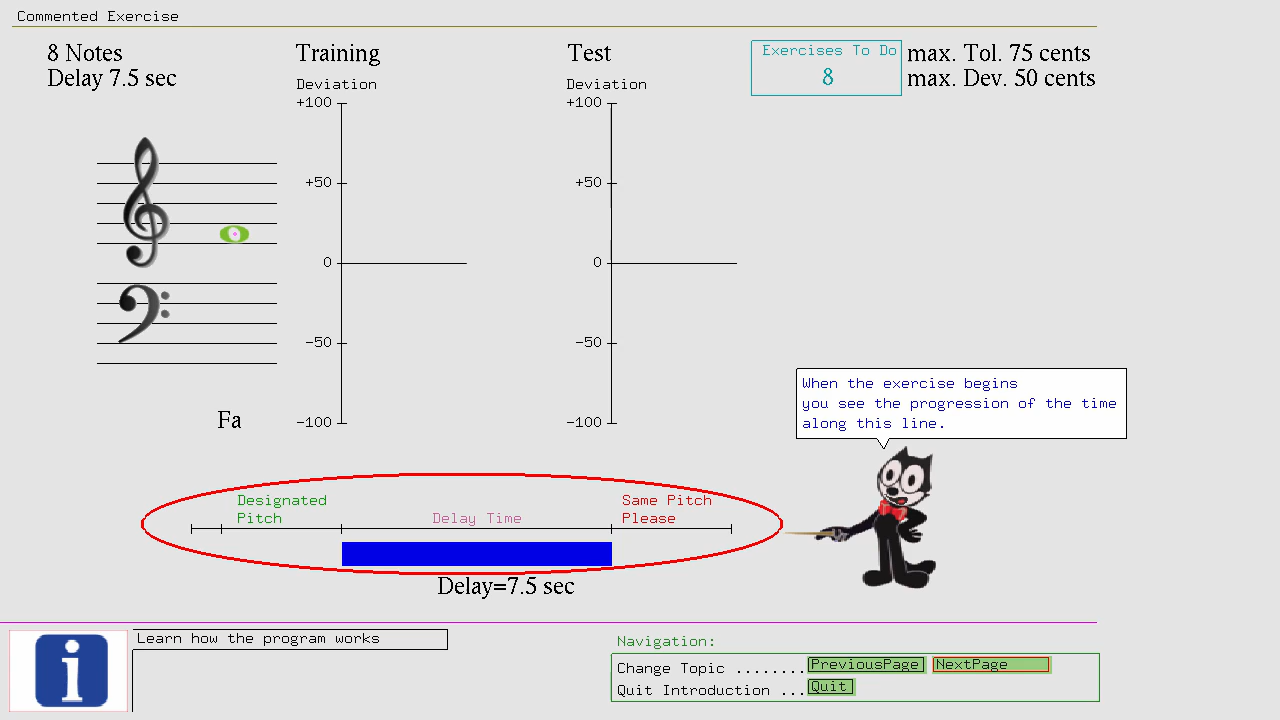 Commented Exercise
8 Notes
Delay 7.5 sec
Training
Deviation
+100
+50
0
−50
−100
Test
Deviation
+100
+50
0
−50
−100
Exercises To Do
8
max. Tol. 75 cents
max. Dev. 50 cents
Fa
When the exercise begins
you see the progression of the time
along this line.
Designated
Pitch
Delay Time
Same Pitch
Please
Delay=7.5 sec
i
Learn how the program works
Navigation:
Change Topic ........ PreviousPage NextPage
Quit Introduction ... Quit